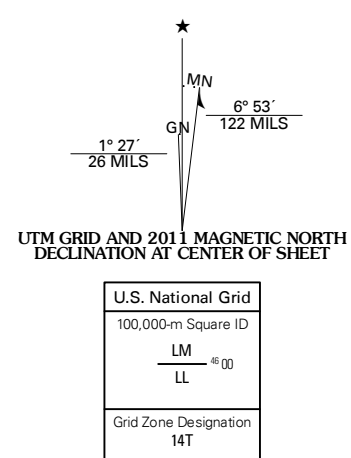 ★
MN
GN
6° 53´
122 MILS
1° 27´
26 MILS
UTM GRID AND 2011 MAGNETIC NORTH
DECLINATION AT CENTER OF SHEET
U.S. National Grid
100,000-m Square ID
LM
46 00
LL
Grid Zone Designation
14T